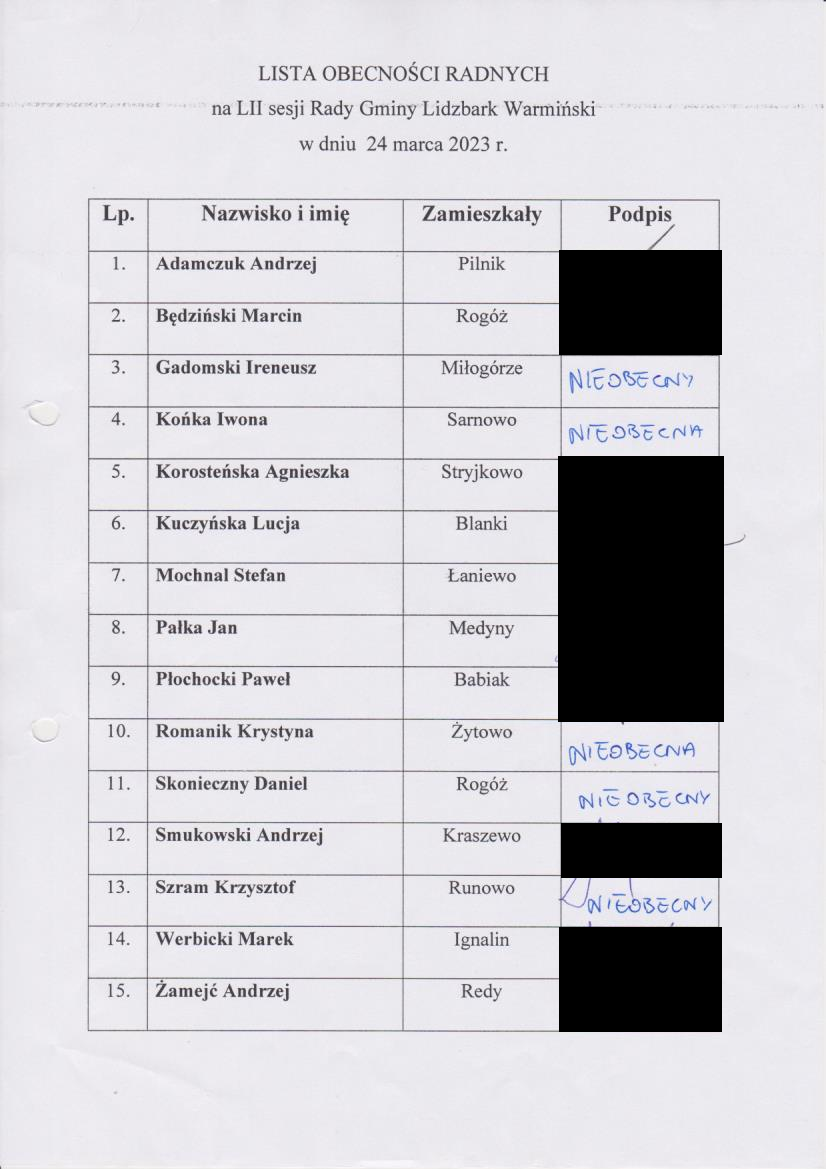 LISTA OBECNOŚCI RADNYCH
na LII sesji Rady Gminy Lidzbark Warmiński
w dniu 24 marca 2023 r.
Lp. Nazwisko i imię Zamieszkały Podpis
1. Adamczuk Andrzej Pilnik
2. Będziński Marcin Rogóż
3. Gadomski Ireneusz Miłogórze NIEOBECNY
4. Końka Iwona Sarnowo NIEOBECNA
5. Korosteńska Agnieszka Stryjkowo
6. Kuczyńska Lucja Blanki
7. Mochnal Stefan Łaniewo
8. Pałka Jan Medyny
9. Płochocki Paweł Babiak
10. Romanik Krystyna Żytowo NIEOBECNA
11. Skonieczny Daniel Rogóż NIEOBECNY
12. Smukowski Andrzej Kraszewo
13. Szram Krzysztof Runowo NIEOBECNY
14. Werbicki Marek Ignalin
15. Żamejć Andrzej Redy